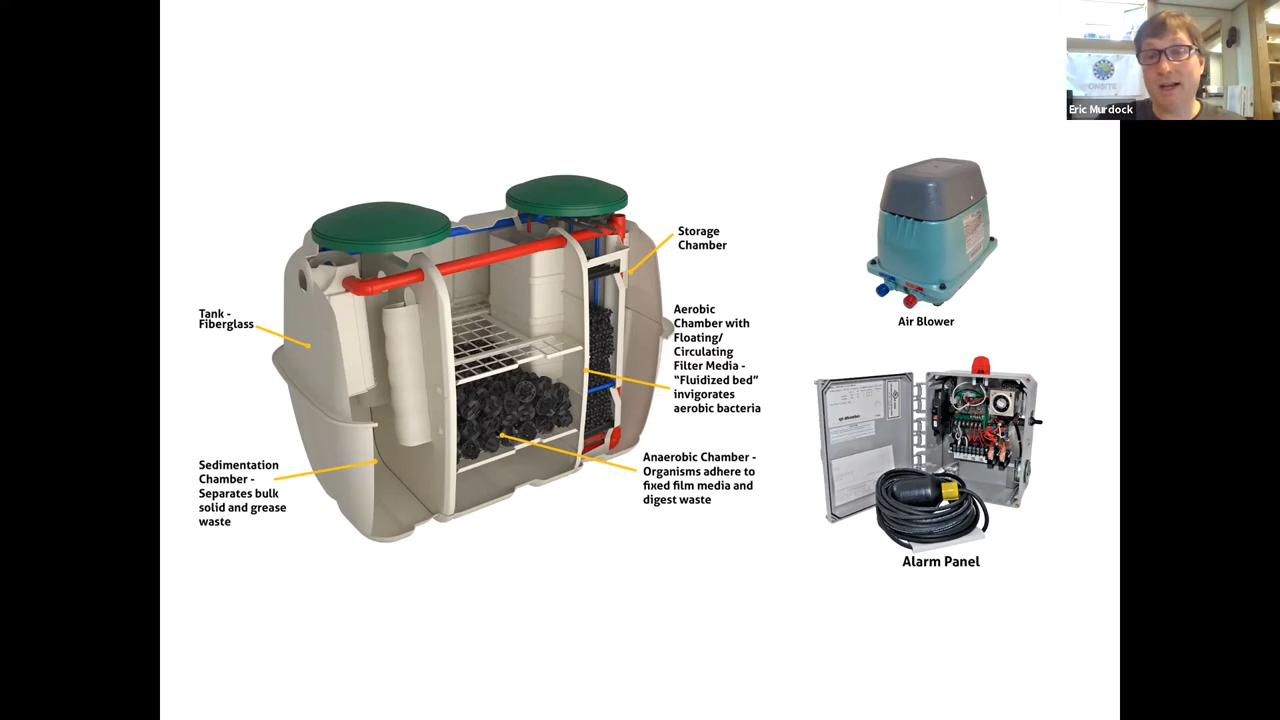 ONSITE
Eric Murdock
Storage
Chamber
Tank -
Fiberglass
Aerobic
Chamber with
Floating/
Circulating
Filter Media -
“Fluidized bed”
invigorates
aerobic bacteria
Air Blower
Sedimentation
Chamber -
Separates bulk
solid and grease
waste
Anaerobic Chamber -
Organisms adhere to
fixed film media and
digest waste
Alarm Panel